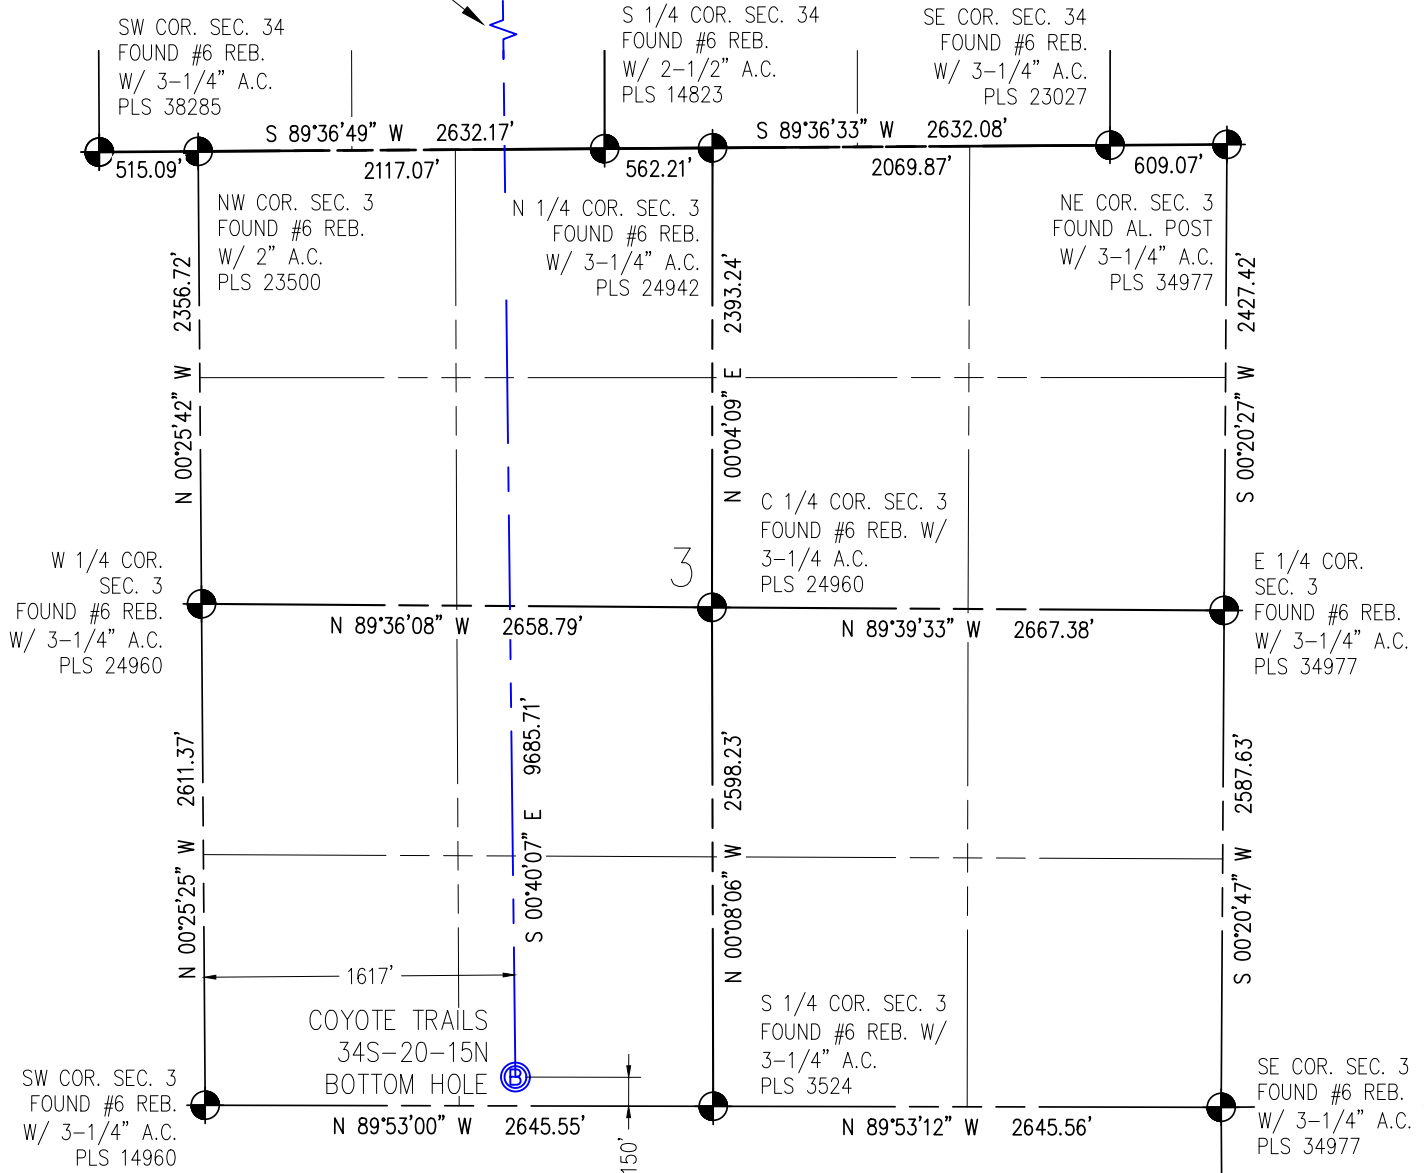 SW COR. SEC. 34
FOUND #6 REB.
W/ 3-1/4" A.C.
PLS 38285
S 1/4 COR. SEC. 34
FOUND #6 REB.
W/ 2-1/2" A.C.
PLS 14823
SE COR. SEC. 34
FOUND #6 REB.
W/ 3-1/4" A.C.
PLS 23027
S 89°36'49" W 2632.17'
S 89°36'33" W 2632.08'
515.09'
2117.07'
562.21'
2069.87'
609.07'
NW COR. SEC. 3
FOUND #6 REB.
W/ 2" A.C.
PLS 23500
N 1/4 COR. SEC. 3
FOUND #6 REB.
W/ 3-1/4" A.C.
PLS 24942
NE COR. SEC. 3
FOUND AL. POST
W/ 3-1/4" A.C.
PLS 34977
N 00°25'42" W 2356.72'
N 00°04'09" E 2393.24'
S 00°20'27" W 2427.42'
C 1/4 COR. SEC. 3
FOUND #6 REB. W/
3-1/4 A.C.
PLS 24960
3
W 1/4 COR.
SEC. 3
FOUND #6 REB.
W/ 3-1/4" A.C.
PLS 24960
E 1/4 COR.
SEC. 3
FOUND #6 REB.
W/ 3-1/4" A.C.
PLS 34977
N 89°36'08" W 2658.79'
N 89°39'33" W 2667.38'
N 00°25'25" W 2611.37'
S 00°40'07" E 9685.71'
N 00°08'06" W 2598.23'
S 00°20'47" W 2587.63'
1617'
COYOTE TRAILS
34S-20-15N
BOTTOM HOLE
B
S 1/4 COR. SEC. 3
FOUND #6 REB. W/
3-1/4" A.C.
PLS 3524
SW COR. SEC. 3
FOUND #6 REB.
W/ 3-1/4" A.C.
PLS 14960
SE COR. SEC. 3
FOUND #6 REB.
W/ 3-1/4" A.C.
PLS 34977
N 89°53'00" W 2645.55'
N 89°53'12" W 2645.56'
150'